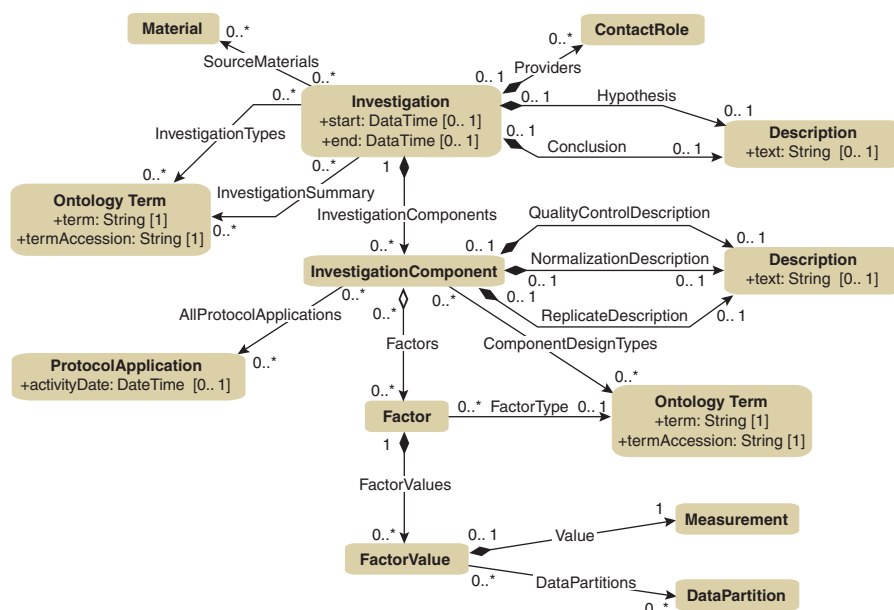 Material
ContactRole
0..*
0..*
SourceMaterials
Providers
0..*
0.. 1
0..*
0.. 1
Hypothesis
0.. 1
Investigation
+start: DataTime [0.. 1]
+end: DataTime [0.. 1]
InvestigationTypes
Description
+text: String [0.. 1]
0.. 1
Conclusion
0.. 1
0..*
1
0..*
InvestigationSummary
Ontology Term
+term: String [1]
+termAccession: String [1]
0..*
InvestigationComponents
QualityControlDescription
0..*
0.. 1
0.. 1
InvestigationComponent
NormalizationDescription
Description
+text: String [0.. 1]
0..*
0..*
0..*
0.. 1
0.. 1
0.. 1
AllProtocolApplications
ReplicateDescription
0.. 1
Factors
ComponentDesignTypes
0..*
ProtocolApplication
+activityDate: DateTime [0.. 1]
0..*
0..*
Factor
0..*
FactorType
0.. 1
Ontology Term
+term: String [1]
+termAccession: String [1]
1
FactorValues
0..*
FactorValue
0.. 1
Value
1
Measurement
0..*
DataPartitions
0..*
DataPartition